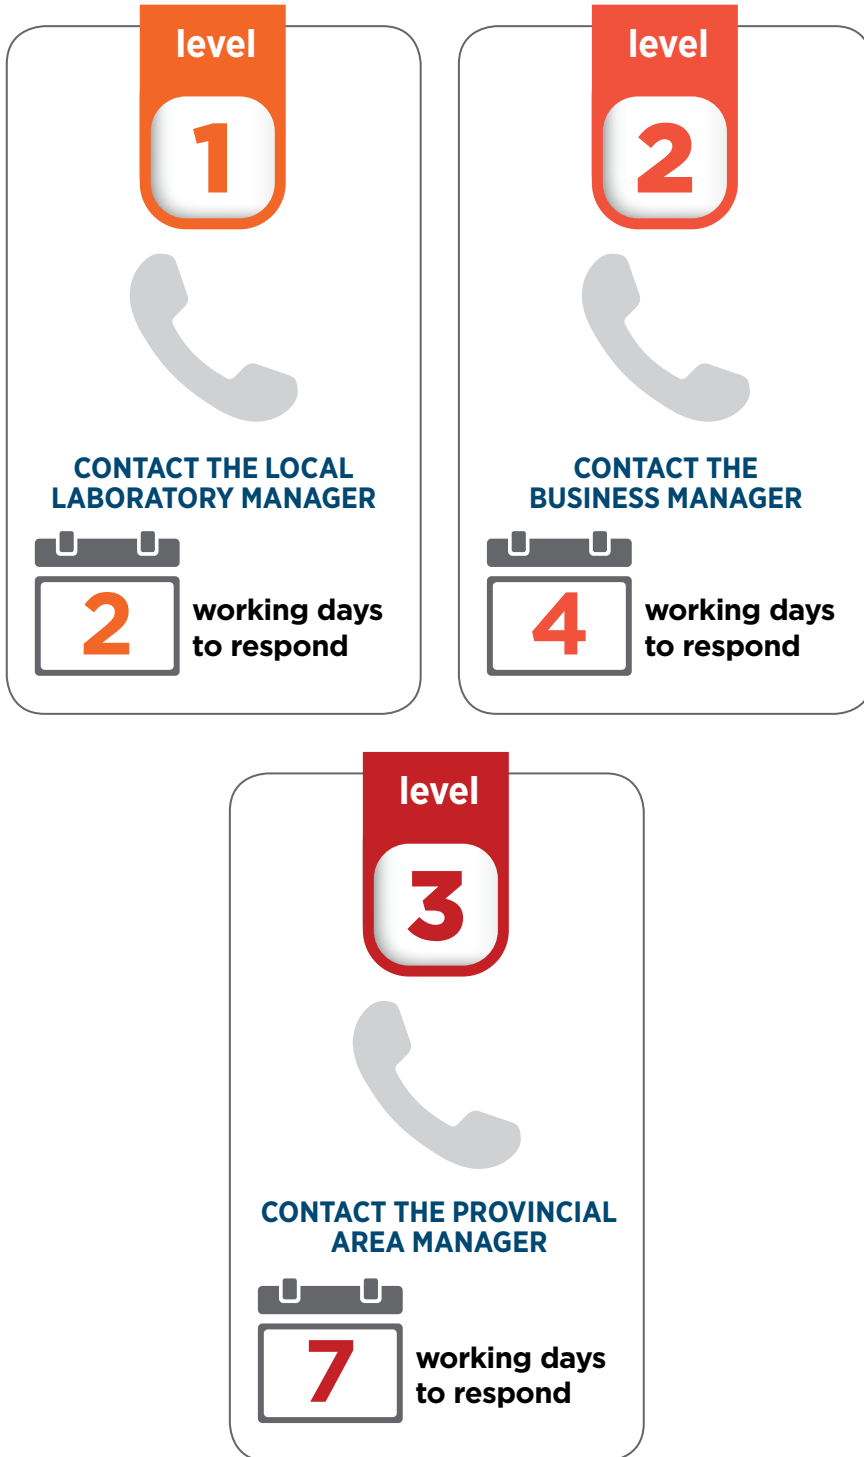 level
1
CONTACT THE LOCAL
LABORATORY MANAGER
2
working days
to respond
level
2
CONTACT THE
BUSINESS MANAGER
4
working days
to respond
level
3
CONTACT THE PROVINCIAL
AREA MANAGER
7
working days
to respond